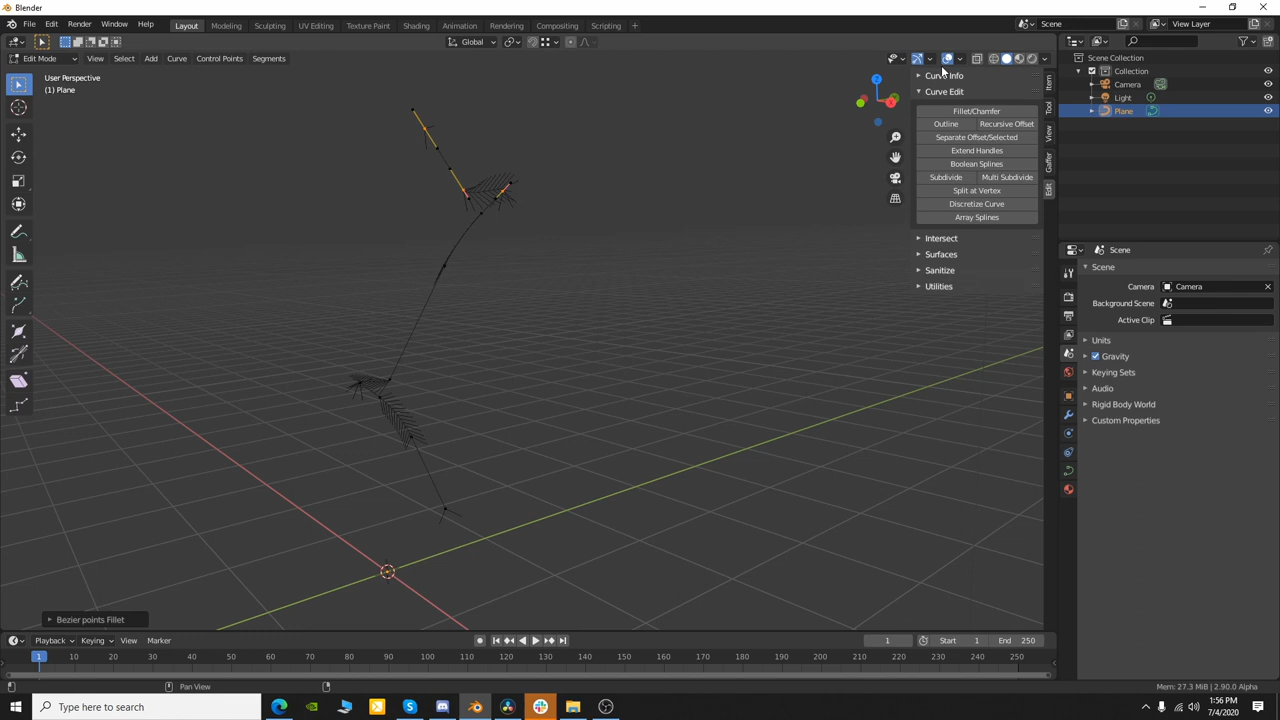 Blender
File Edit Render Window Help Layout Modeling Sculpting UV Editing Texture Paint Shading Animation Rendering Compositing Scripting + Scene View Layer
Global
Edit Mode View Select Add Curve Control Points Segments
User Perspective
(1) Plane
Z
Curve Info
Curve Edit
Fillet/Chamfer
Outline Recursive Offset
Separate Offset/Selected
Extend Handles
Boolean Splines
Subdivide Multi Subdivide
Split at Vertex
Discretize Curve
Array Splines
Intersect
Surfaces
Sanitize
Utilities
Item
Tool
View
Gaffer
Edit
Scene Collection
Collection
Camera
Light
Plane
Scene
Scene
Camera Camera
Background Scene
Active Clip
Units
Gravity
Keying Sets
Audio
Rigid Body World
Custom Properties
Bezier points Fillet
Playback Keying View Marker 1 Start 1 End 250
1 10 20 30 40 50 60 70 80 90 100 110 120 130 140 150 160 170 180 190 200 210 220 230 240 250
Pan View Mem: 27.3 MiB | 2.90.0 Alpha
Type here to search 1:56 PM
7/4/2020